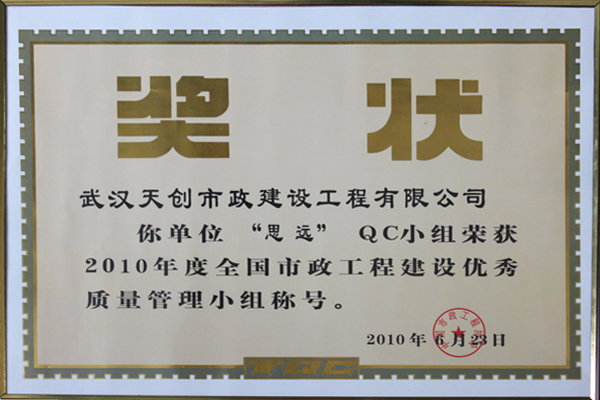 奖状
武汉天创市政建设工程有限公司
你单位“思远”QC小组荣获
2010年度全国市政工程建设优秀
质量管理小组称号。
2010年6月23日